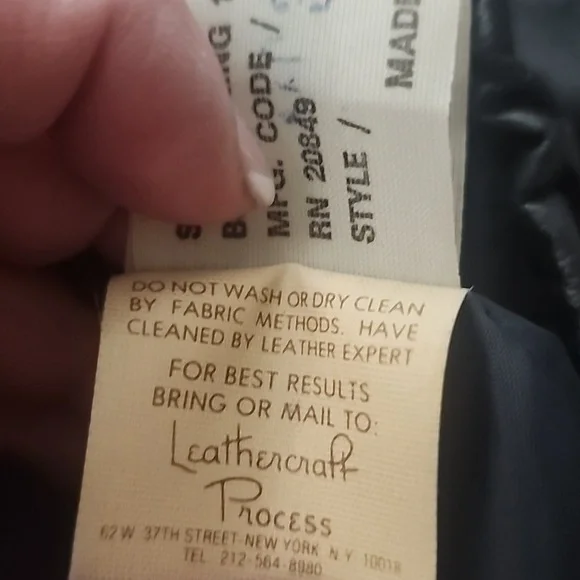 MFG. CODE /
RN 20849
STYLE /
DO NOT WASH OR DRY CLEAN
BY FABRIC METHODS. HAVE
CLEANED BY LEATHER EXPERT
FOR BEST RESULTS
BRING OR MAIL TO:
Leathercraft
Process
62 W 37TH STREET-NEW YORK N Y 10018
TEL 212-564-8980